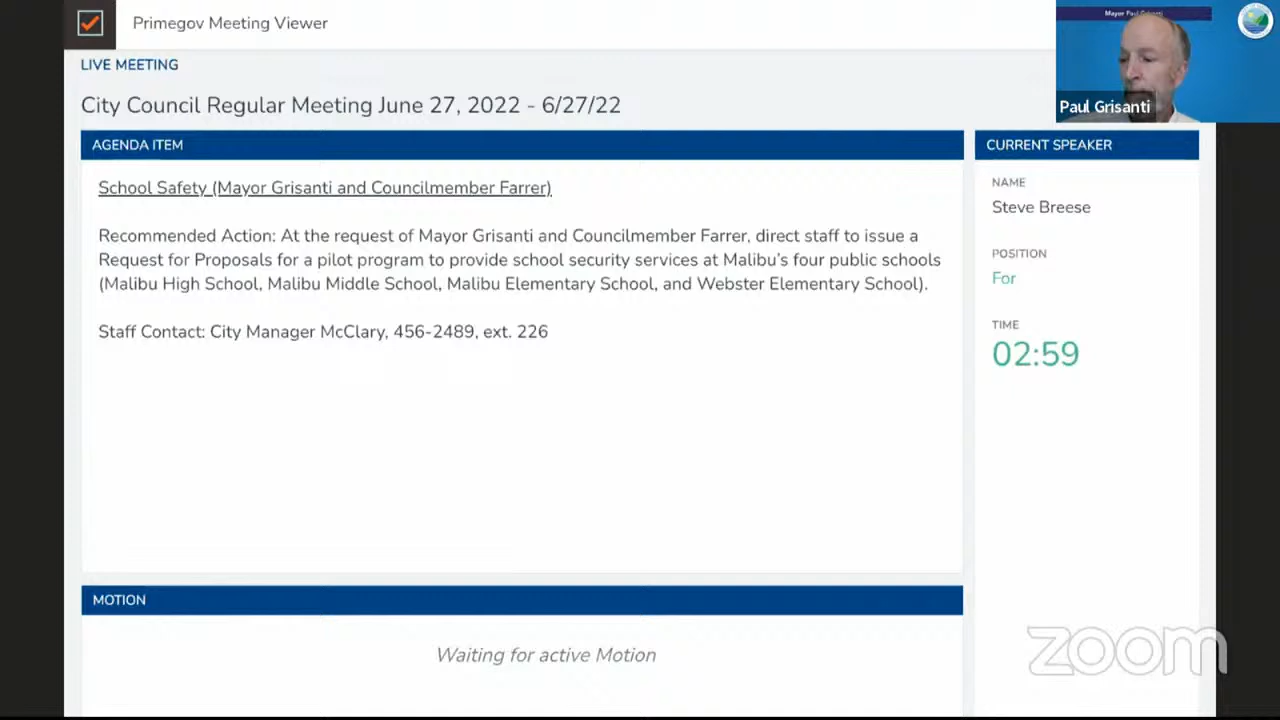 Primegov Meeting Viewer
Mayor Paul Grisanti
Paul Grisanti
LIVE MEETING
City Council Regular Meeting June 27, 2022 - 6/27/22
AGENDA ITEM
School Safety (Mayor Grisanti and Councilmember Farrer)
Recommended Action: At the request of Mayor Grisanti and Councilmember Farrer, direct staff to issue a
Request for Proposals for a pilot program to provide school security services at Malibu’s four public schools
(Malibu High School, Malibu Middle School, Malibu Elementary School, and Webster Elementary School).
Staff Contact: City Manager McClary, 456-2489, ext. 226
CURRENT SPEAKER
NAME
Steve Breese
POSITION
For
TIME
02:59
MOTION
Waiting for active Motion
zoom